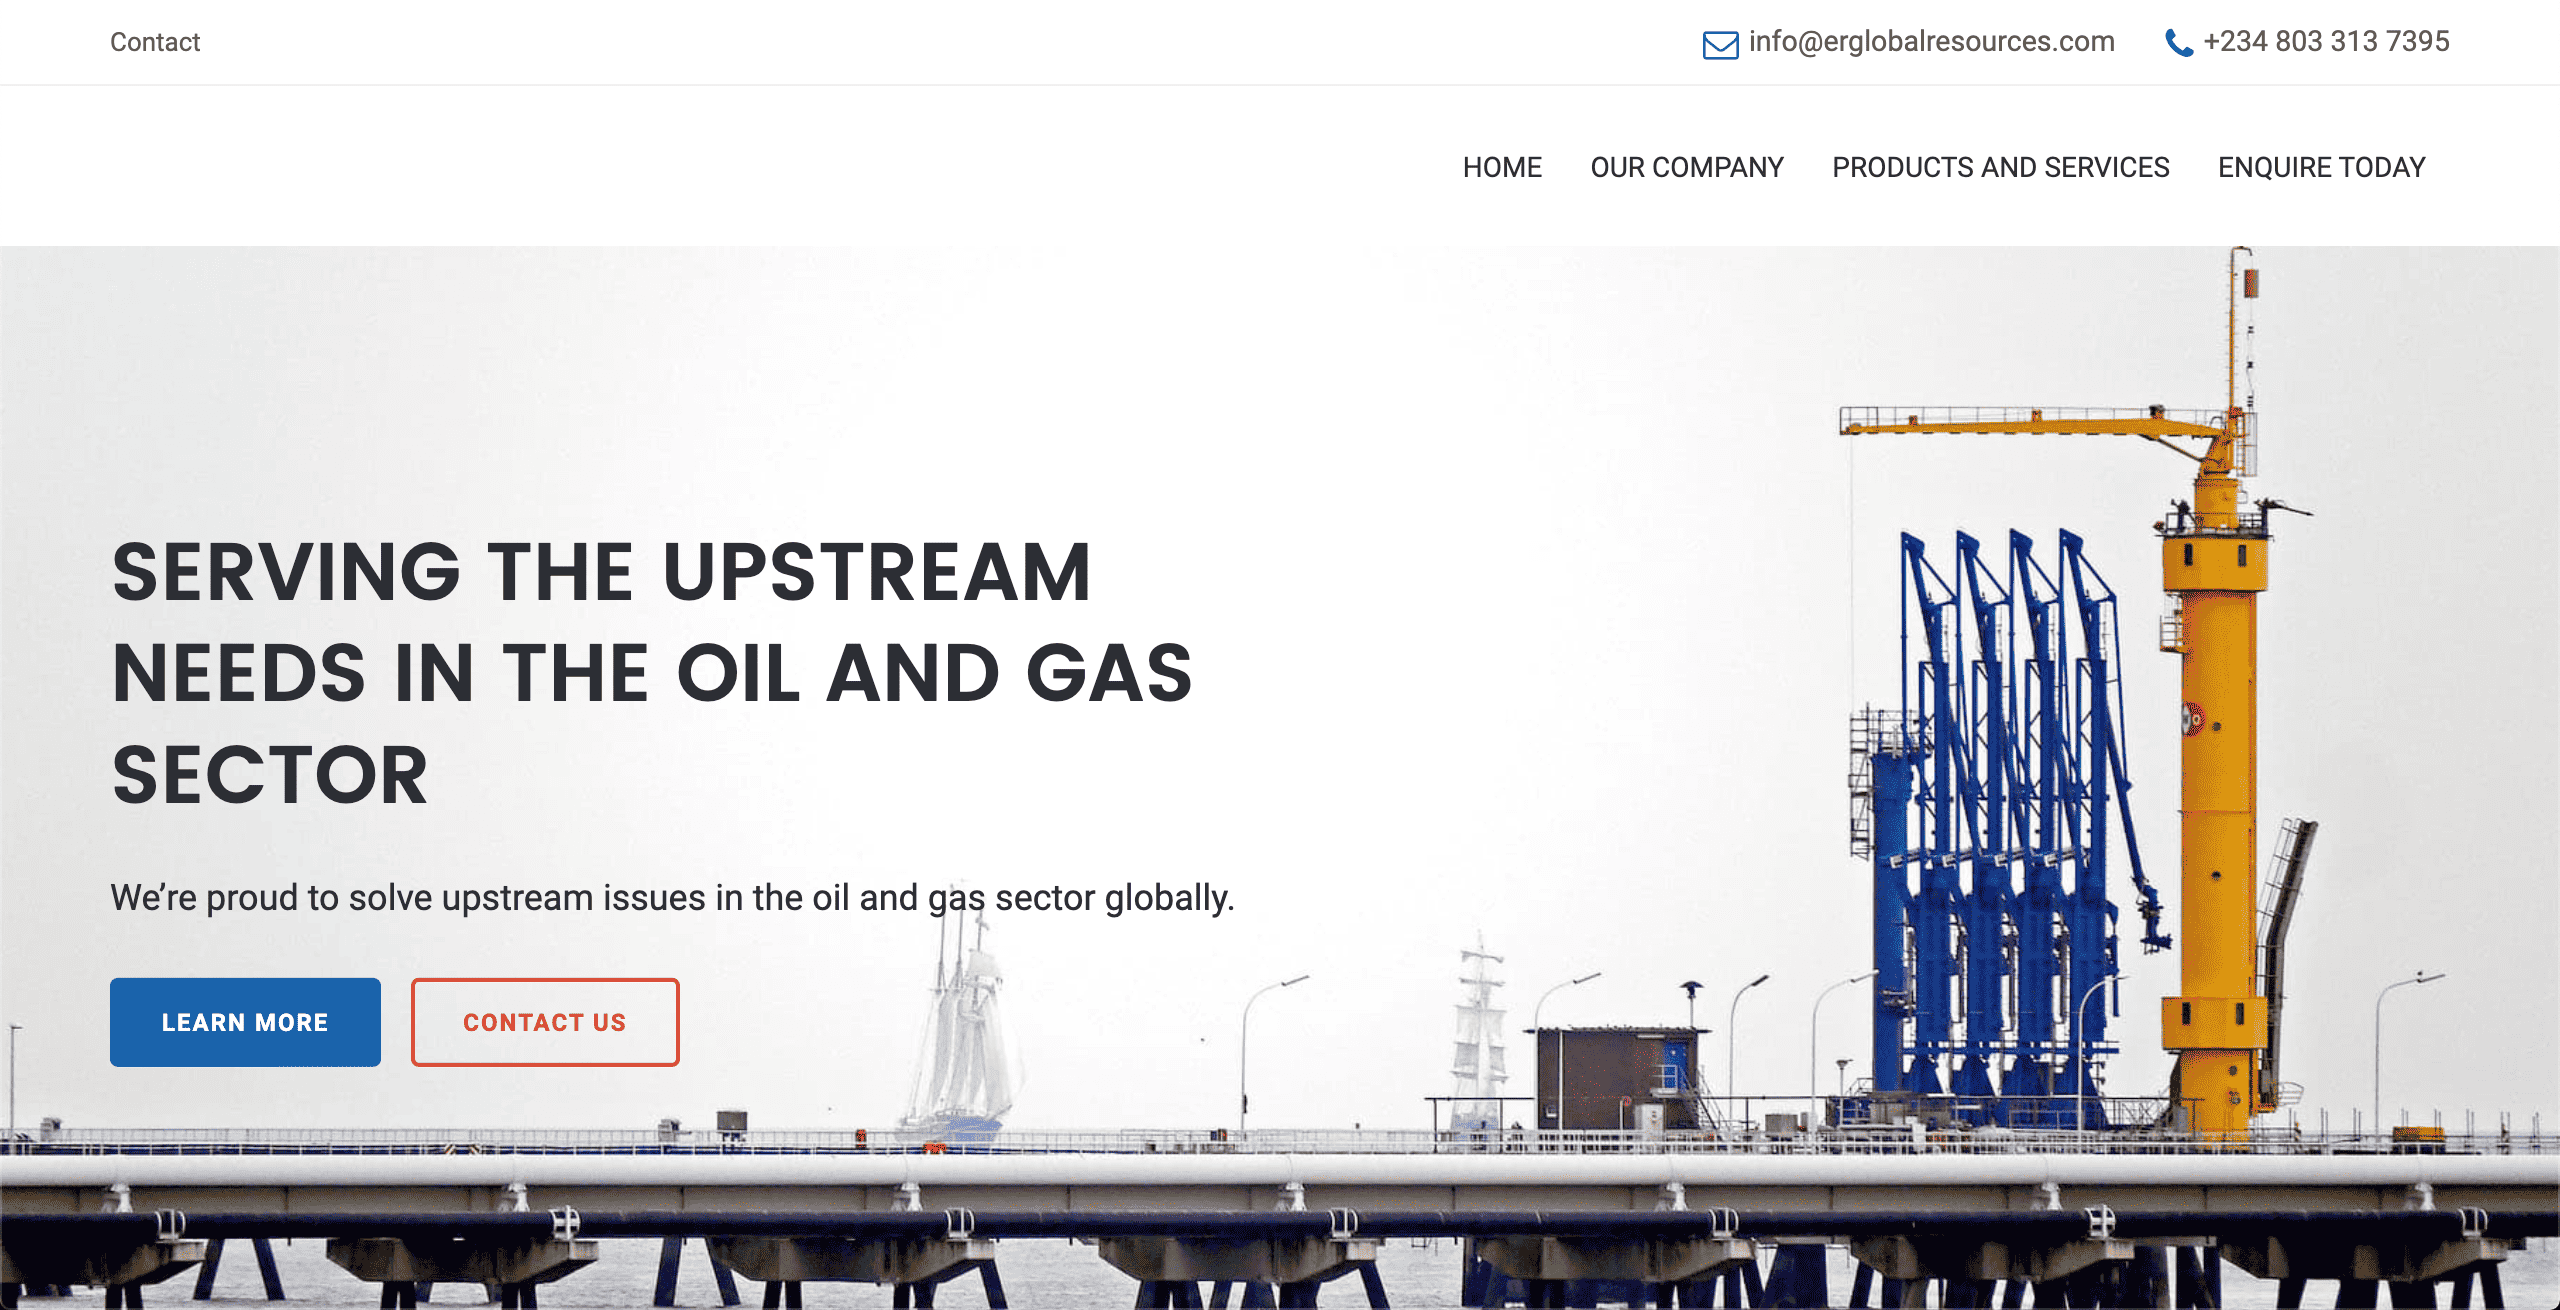 Contact
info@erglobalresources.com
+234 803 313 7395
HOME
OUR COMPANY
PRODUCTS AND SERVICES
ENQUIRE TODAY
SERVING THE UPSTREAM
NEEDS IN THE OIL AND GAS
SECTOR
We’re proud to solve upstream issues in the oil and gas sector globally.
LEARN MORE
CONTACT US